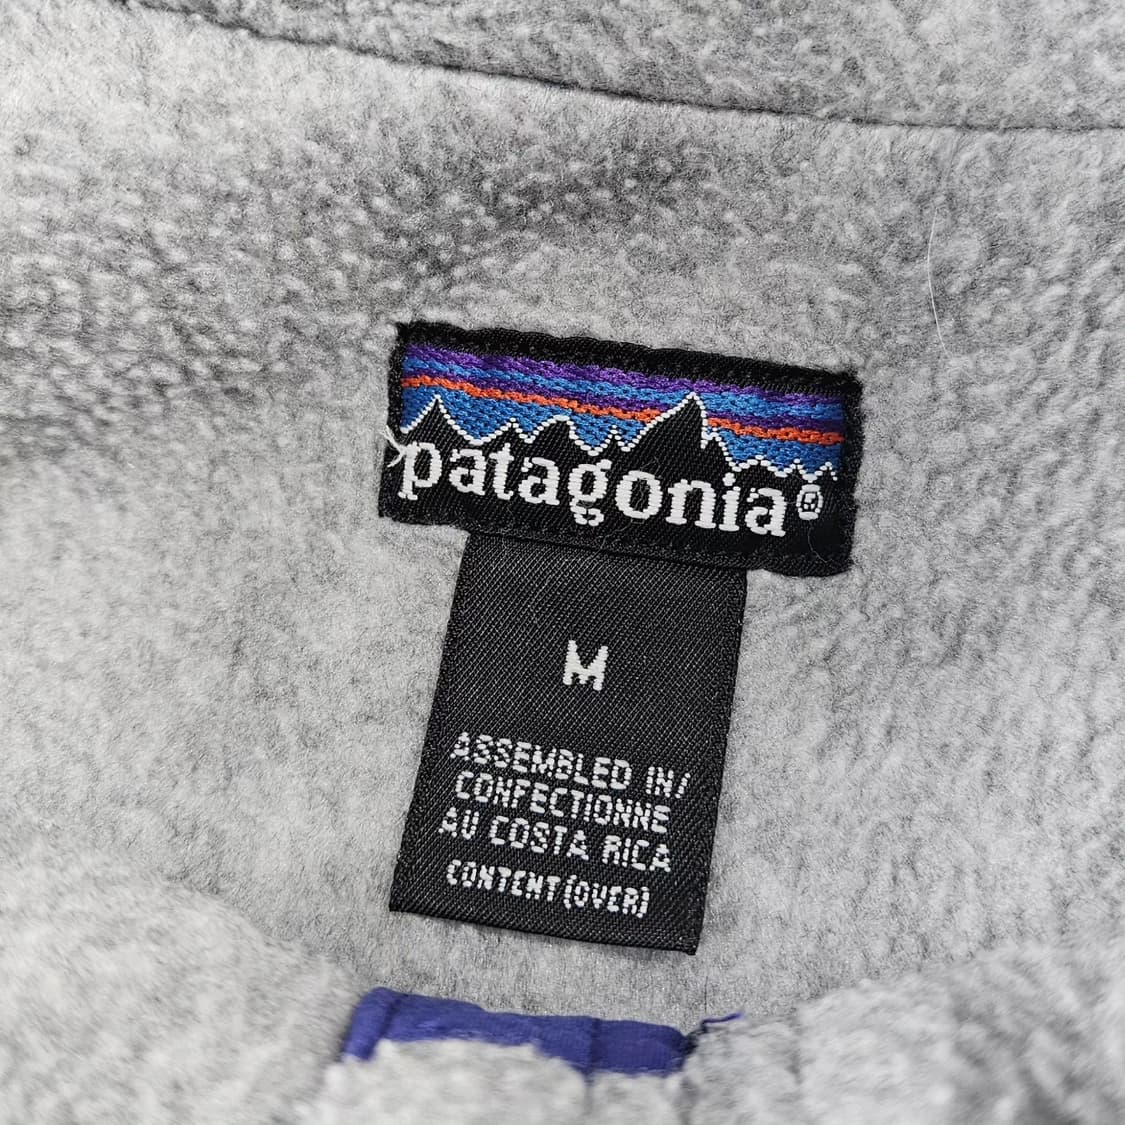 patagonia®
M
ASSEMBLED IN/
CONFECTIONNE
AU COSTA RICA
CONTENT (OVER)